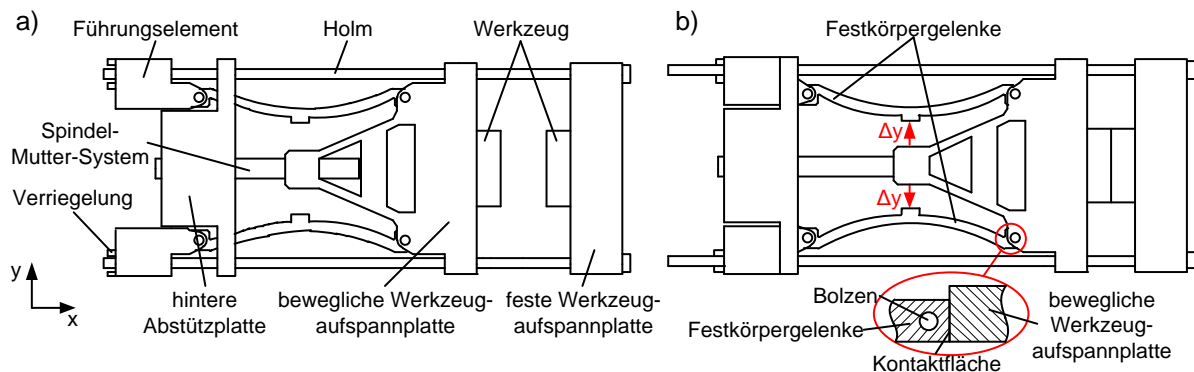 a)
Führungselement
Holm
Werkzeug
Spindel-
Mutter-System
Verriegelung
y
x
hintere
Abstützplatte
bewegliche Werkzeug-
aufspannplatte
feste Werkzeug-
aufspannplatte
b)
Festkörpergelenke
Δy
Δy
Bolzen
Festkörpergelenke
Kontaktfläche
bewegliche
Werkzeug-
aufspannplatte